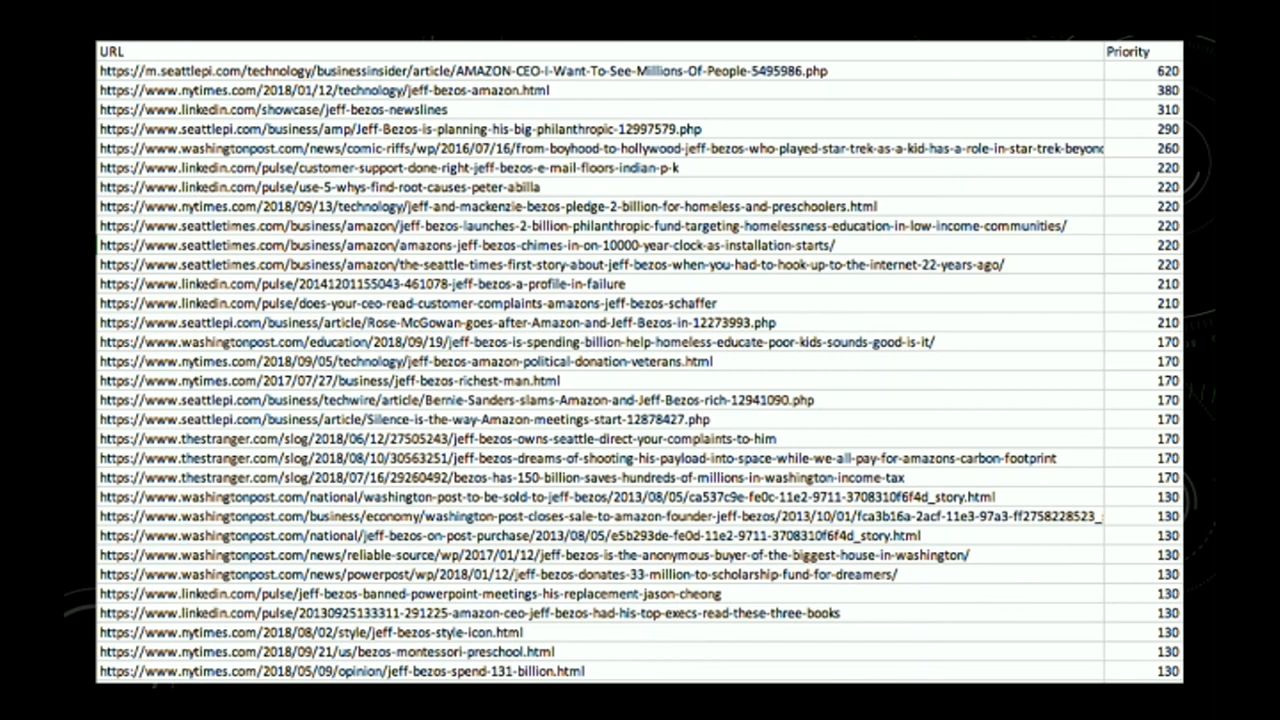 URL Priority
https://m.seattlepi.com/technology/businessinsider/article/AMAZON-CEO-I-Want-To-See-Millions-Of-People-5495986.php 620
https://www.nytimes.com/2018/01/12/technology/jeff-bezos-amazon.html 380
https://www.linkedin.com/showcase/jeff-bezos-newslines 310
https://www.seattlepi.com/business/amp/Jeff-Bezos-is-planning-his-big-philanthropic-12997579.php 290
https://www.washingtonpost.com/news/comic-riffs/wp/2016/07/16/from-boyhood-to-hollywood-jeff-bezos-who-played-star-trek-as-a-kid-has-a-role-in-star-trek-beyond 260
https://www.linkedin.com/pulse/customer-support-done-right-jeff-bezos-e-mail-floors-indian-p-k 220
https://www.linkedin.com/pulse/use-5-whys-find-root-causes-peter-abilla 220
https://www.nytimes.com/2018/09/13/technology/jeff-and-mackenzie-bezos-pledge-2-billion-for-homeless-and-preschoolers.html 220
https://www.seattletimes.com/business/amazon/jeff-bezos-launches-2-billion-philanthropic-fund-targeting-homelessness-education-in-low-income-communities/ 220
https://www.seattletimes.com/business/amazon/amazons-jeff-bezos-chimes-in-on-10000-year-clock-as-installation-starts/ 220
https://www.seattletimes.com/business/amazon/the-seattle-times-first-story-about-jeff-bezos-when-you-had-to-hook-up-to-the-internet-22-years-ago/ 220
https://www.linkedin.com/pulse/20141201155043-461078-jeff-bezos-a-profile-in-failure 210
https://www.linkedin.com/pulse/does-your-ceo-read-customer-complaints-amazons-jeff-bezos-schaffer 210
https://www.seattlepi.com/business/article/Rose-McGowan-goes-after-Amazon-and-Jeff-Bezos-in-12273993.php 210
https://www.washingtonpost.com/education/2018/09/19/jeff-bezos-is-spending-billion-help-homeless-educate-poor-kids-sounds-good-is-it/ 170
https://www.nytimes.com/2018/09/05/technology/jeff-bezos-amazon-political-donation-veterans.html 170
https://www.nytimes.com/2017/07/27/business/jeff-bezos-richest-man.html 170
https://www.seattlepi.com/business/techwire/article/Bernie-Sanders-slams-Amazon-and-Jeff-Bezos-rich-12941090.php 170
https://www.seattlepi.com/business/article/Silence-is-the-way-Amazon-meetings-start-12878427.php 170
https://www.thestranger.com/slog/2018/06/12/27505243/jeff-bezos-owns-seattle-direct-your-complaints-to-him 170
https://www.thestranger.com/slog/2018/08/10/30563251/jeff-bezos-dreams-of-shooting-his-payload-into-space-while-we-all-pay-for-amazons-carbon-footprint 170
https://www.thestranger.com/slog/2018/07/16/29260492/bezos-has-150-billion-saves-hundreds-of-millions-in-washington-income-tax 170
https://www.washingtonpost.com/national/washington-post-to-be-sold-to-jeff-bezos/2013/08/05/ca537c9e-fe0c-11e2-9711-3708310f6f4d_story.html 130
https://www.washingtonpost.com/business/economy/washington-post-closes-sale-to-amazon-founder-jeff-bezos/2013/10/01/fca3b16a-2acf-11e3-97a3-ff2758228523_ 130
https://www.washingtonpost.com/national/jeff-bezos-on-post-purchase/2013/08/05/e5b293de-fe0d-11e2-9711-3708310f6f4d_story.html 130
https://www.washingtonpost.com/news/reliable-source/wp/2017/01/12/jeff-bezos-is-the-anonymous-buyer-of-the-biggest-house-in-washington/ 130
https://www.washingtonpost.com/news/powerpost/wp/2018/01/12/jeff-bezos-donates-33-million-to-scholarship-fund-for-dreamers/ 130
https://www.linkedin.com/pulse/jeff-bezos-banned-powerpoint-meetings-his-replacement-jason-cheong 130
https://www.linkedin.com/pulse/20130925133311-291225-amazon-ceo-jeff-bezos-had-his-top-execs-read-these-three-books 130
https://www.nytimes.com/2018/08/02/style/jeff-bezos-style-icon.html 130
https://www.nytimes.com/2018/09/21/us/bezos-montessori-preschool.html 130
https://www.nytimes.com/2018/05/09/opinion/jeff-bezos-spend-131-billion.html 130